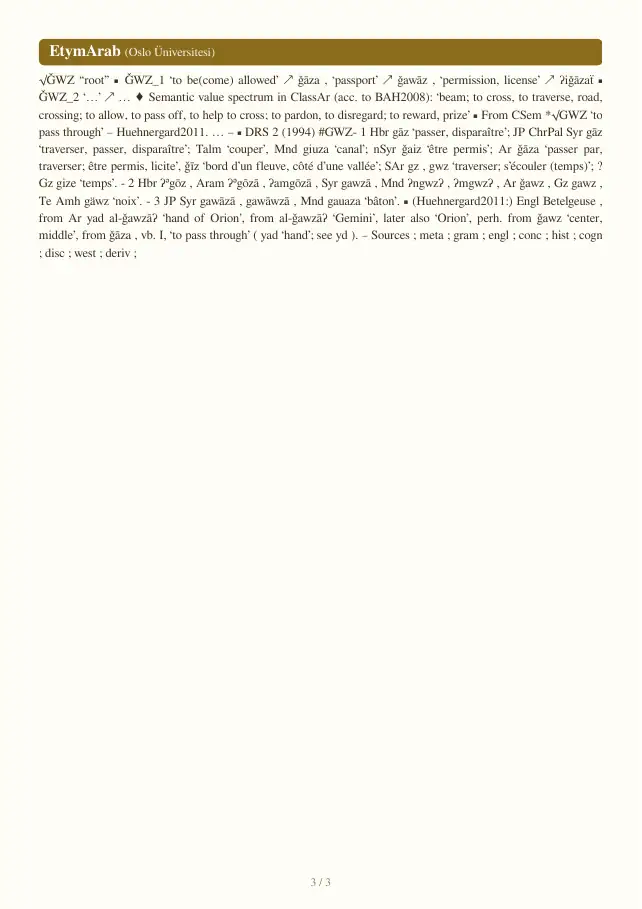 EtymArab (Oslo Üniversitesi)
√ǦWZ “root” ▪ ǦWZ_1 ‘to be(come) allowed’ ↗ ǧāza , ‘passport’ ↗ ǧawāz , ‘permission, license’ ↗ ʔiǧāzaẗ ▪
ǦWZ_2 ‘…’ ↗ … ♦ Semantic value spectrum in ClassAr (acc. to BAH2008): ‘beam; to cross, to traverse, road,
crossing; to allow, to pass off, to help to cross; to pardon, to disregard; to reward, prize’ ▪ From CSem *√GWZ ‘to
pass through’ – Huehnergard2011. … – ▪ DRS 2 (1994) #GWZ- 1 Hbr gāz ‘passer, disparaître’; JP ChrPal Syr gāz
‘traverser, passer, disparaître’; Talm ‘couper’, Mnd giuza ‘canal’; nSyr ǧaiz ‘être permis’; Ar ǧāza ‘passer par,
traverser; être permis, licite’, ǧīz ‘bord d’un fleuve, côté d’une vallée’; SAr gz , gwz ‘traverser; s’écouler (temps)’; ?
Gz gize ‘temps’. - 2 Hbr ʔᵉgōz , Aram ʔᵉgōzā , ʔamgōzā , Syr gawzā , Mnd ʔngwzʔ , ʔmgwzʔ , Ar ǧawz , Gz gawz ,
Te Amh gäwz ‘noix’. - 3 JP Syr gawāzā , gawāwzā , Mnd gauaza ‘bâton’. ▪ (Huehnergard2011:) Engl Betelgeuse ,
from Ar yad al-ǧawzāʔ ‘hand of Orion’, from al-ǧawzāʔ ‘Gemini’, later also ‘Orion’, perh. from ǧawz ‘center,
middle’, from ǧāza , vb. I, ‘to pass through’ ( yad ‘hand’; see yd ). – Sources ; meta ; gram ; engl ; conc ; hist ; cogn
; disc ; west ; deriv ;
3 / 3